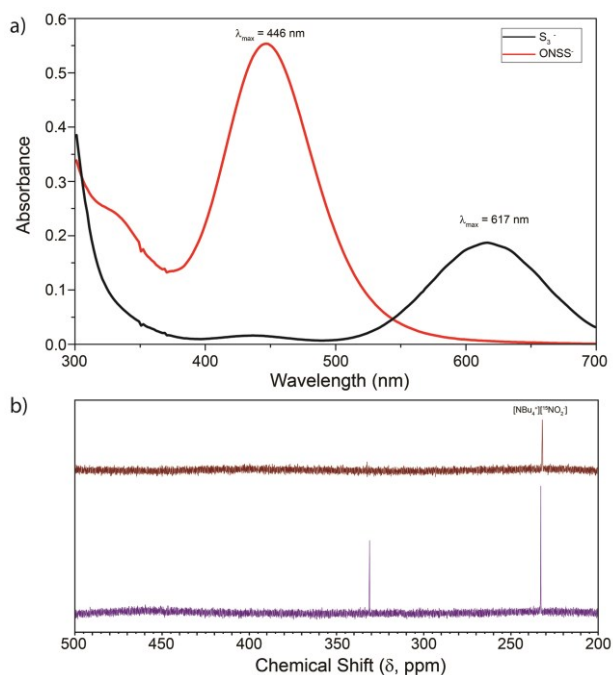 a)
λmax = 446 nm
S3-
ONSS-
λmax = 617 nm
Absorbance
0.6
0.5
0.4
0.3
0.2
0.1
0.0
300 400 500 600 700
Wavelength (nm)
b)
[NBu4+][15NO2-]
500 450 400 350 300 250 200
Chemical Shift (δ, ppm)